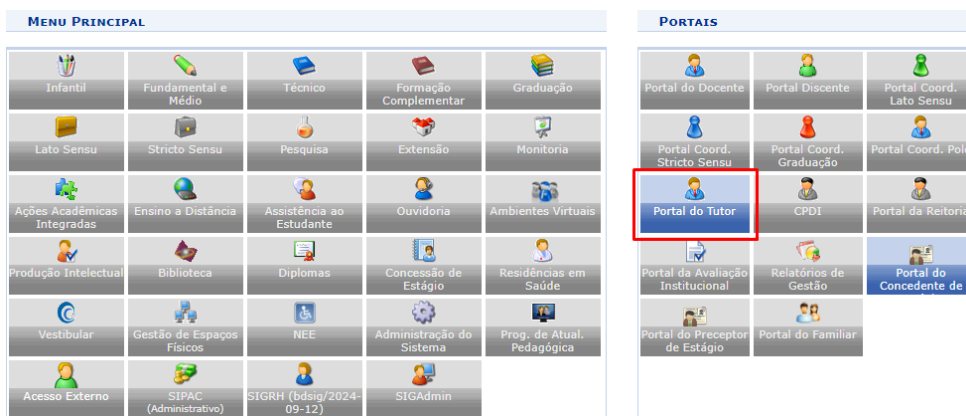 MENU PRINCIPAL
Infantil
Fundamental e
Médio
Técnico
Formação
Complementar
Graduação
Lato Sensu
Stricto Sensu
Pesquisa
Extensão
Monitoria
Ações Acadêmicas
Integradas
Ensino a Distância
Assistência ao
Estudante
Ouvidoria
Ambientes Virtuais
Produção Intelectual
Biblioteca
Diplomas
Concessão de
Estágio
Residências em
Saúde
Vestibular
Gestão de Espaços
Físicos
NEE
Administração do
Sistema
Prog. de Atual.
Pedagógica
Acesso Externo
SIPAC
(Administrativo)
SIGRH (bdsig/2024-
09-12)
SIGAdmin
PORTAIS
Portal do Docente
Portal Discente
Portal Coord.
Lato Sensu
Portal Coord.
Stricto Sensu
Portal Coord.
Graduação
Portal Coord. Polo
Portal do Tutor
CPDI
Portal da Reitoria
Portal da Avaliação
Institucional
Relatórios de
Gestão
Portal do
Concedente de
Portal do Preceptor
de Estágio
Portal do Familiar